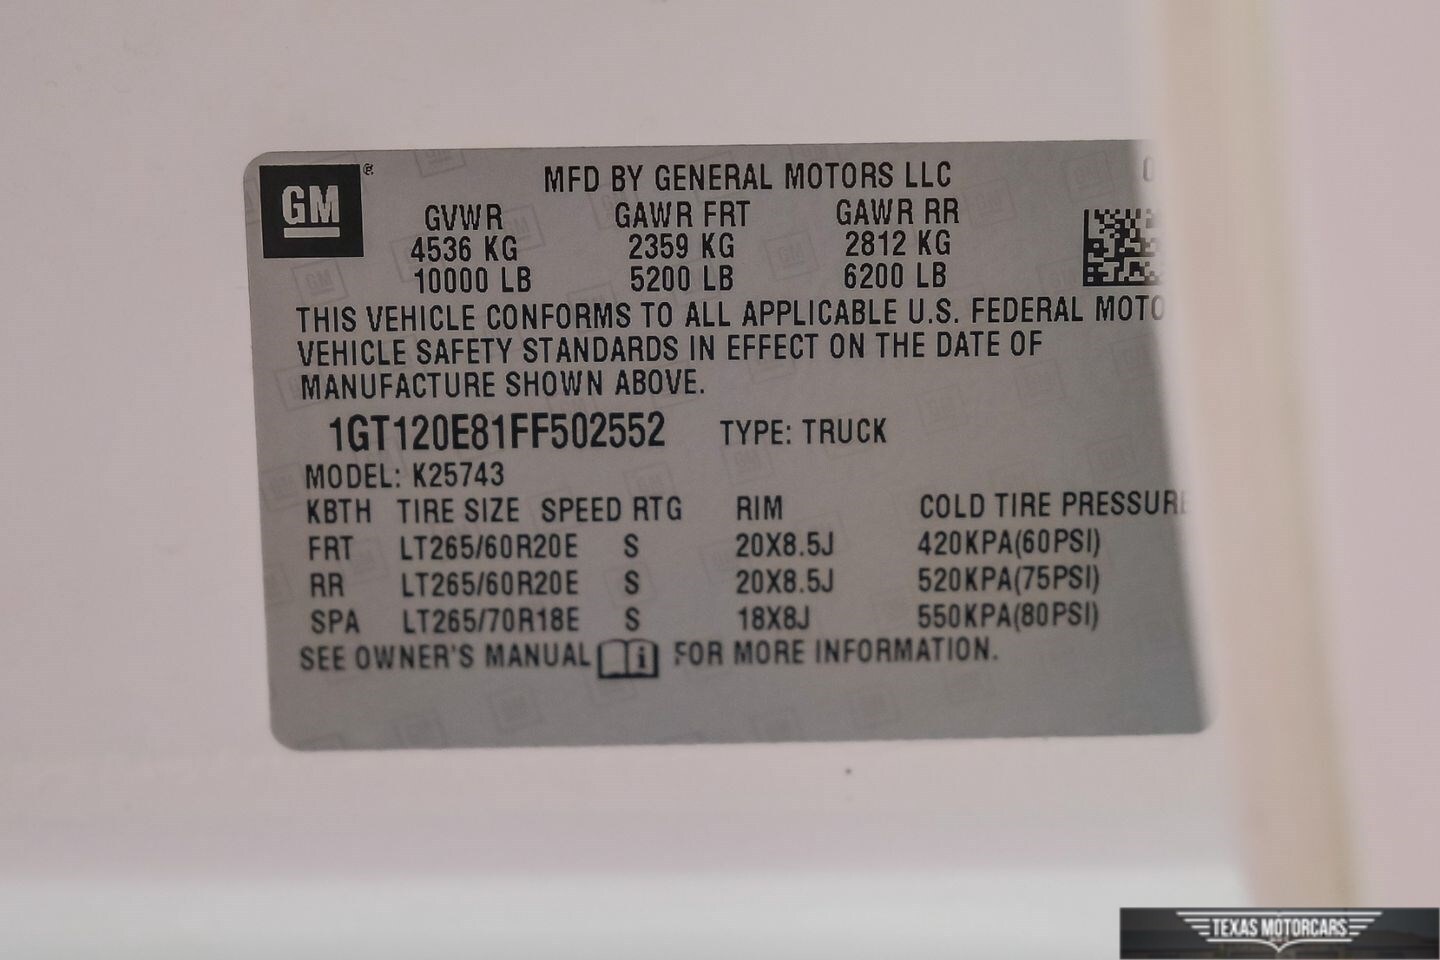 GM®
MFD BY GENERAL MOTORS LLC
GVWR GAWR FRT GAWR RR
4536 KG 2359 KG 2812 KG
10000 LB 5200 LB 6200 LB
THIS VEHICLE CONFORMS TO ALL APPLICABLE U.S. FEDERAL MOTO
VEHICLE SAFETY STANDARDS IN EFFECT ON THE DATE OF
MANUFACTURE SHOWN ABOVE.
1GT120E81FF502552 TYPE: TRUCK
MODEL: K25743
KBTH TIRE SIZE SPEED RTG RIM COLD TIRE PRESSURE
FRT LT265/60R20E S 20X8.5J 420KPA(60PSI)
RR LT265/60R20E S 20X8.5J 520KPA(75PSI)
SPA LT265/70R18E S 18X8J 550KPA(80PSI)
SEE OWNER'S MANUAL i FOR MORE INFORMATION.
TEXAS MOTORCARS